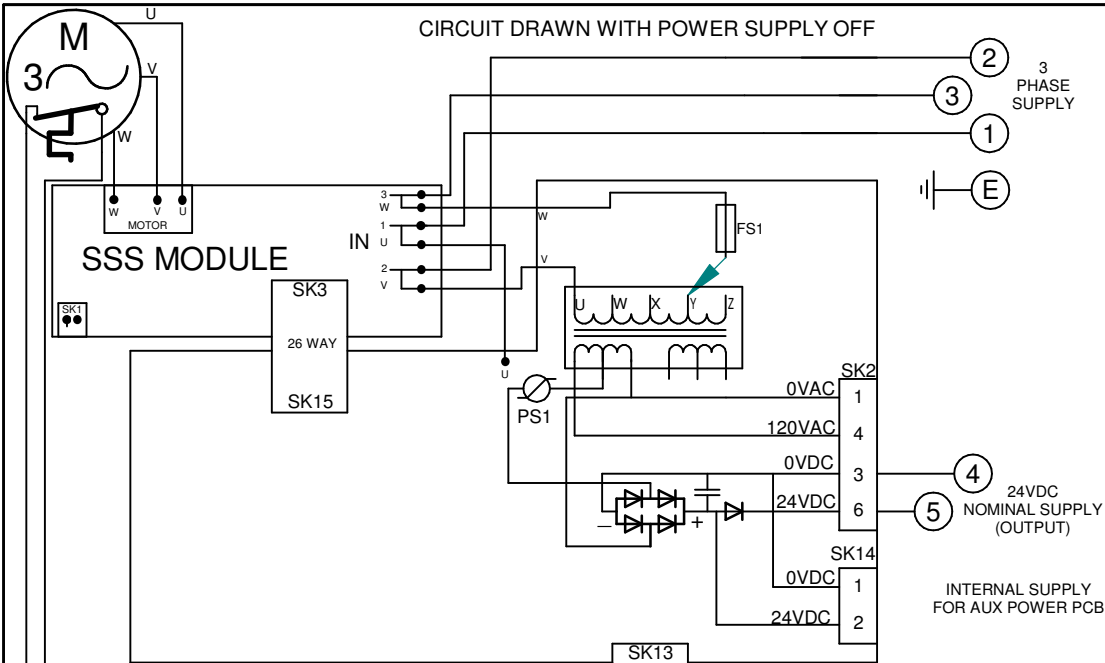 CIRCUIT DRAWN WITH POWER SUPPLY OFF
U
M
3
V
W
2
3
1
E
3
PHASE
SUPPLY
W V U
MOTOR
SSS MODULE
IN
3
W
1
U
2
V
W
V
FS1
U W X Y Z
SK1
SK3
26 WAY
SK15
U
PS1
SK2
0VAC 1
120VAC 4
0VDC 3
24VDC 6
4
5
24VDC
NOMINAL SUPPLY
(OUTPUT)
– +
SK14
0VDC 1
24VDC 2
INTERNAL SUPPLY
FOR AUX POWER PCB
SK13